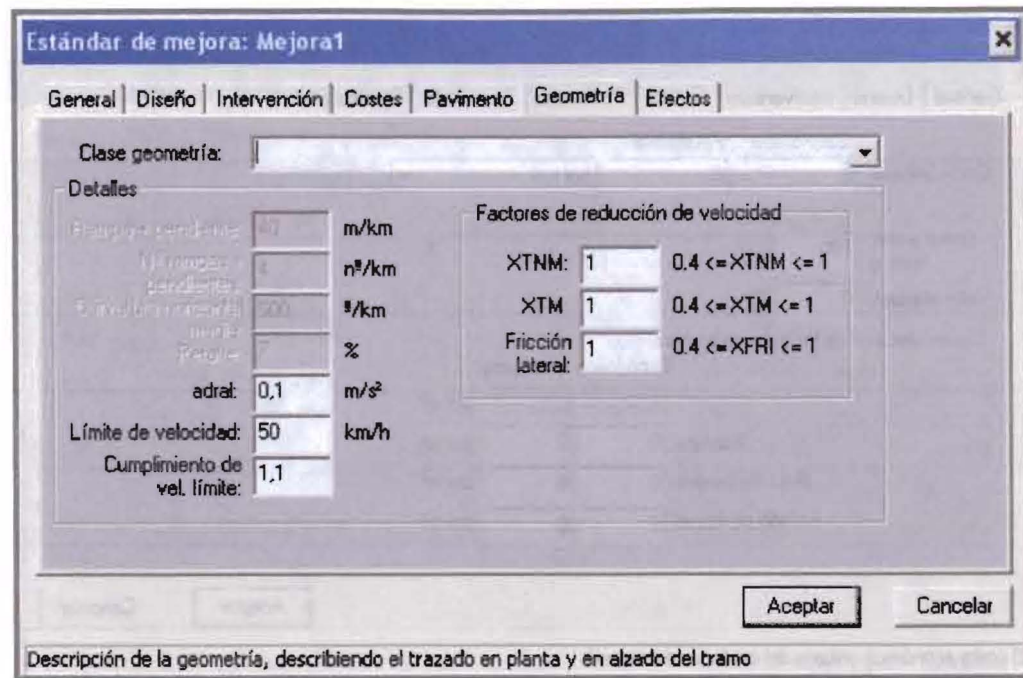 Estándar de mejora: Mejora1
General Diseño Intervención Costes Pavimento Geometría Efectos
Clase geometría:
Detalles
m/km
nº/km
pendientes:
500 º/km
%
adral: 0,1 m/s²
Límite de velocidad: 50 km/h
Cumplimiento de
vel. límite: 1,1
Factores de reducción de velocidad
XTNM: 1 0.4 <= XTNM <= 1
XTM 1 0.4 <= XTM <= 1
Fricción
lateral: 1 0.4 <= XFRI <= 1
Aceptar Cancelar
Descripción de la geometría, describiendo el trazado en planta y en alzado del tramo